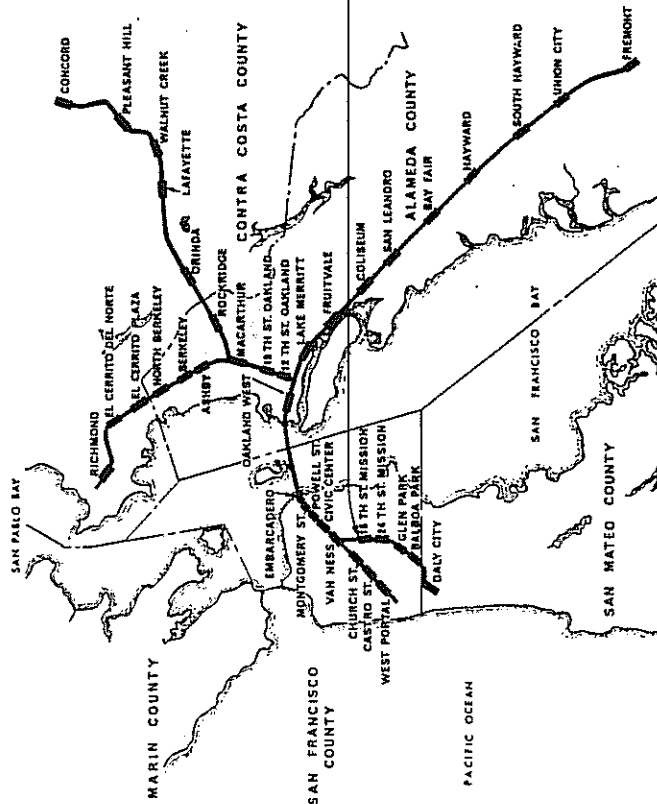 SAN PABLO BAY
MARIN COUNTY
SAN FRANCISCO
COUNTY
PACIFIC OCEAN
RICHMOND
EL CERRITO DEL NORTE
EL CERRITO PLAZA
NORTH BERKELEY
BERKELEY
ASHBY
CONCORD
PLEASANT HILL
WALNUT CREEK
LAFAYETTE
ORINDA
ROCKRIDGE
CONTRA COSTA COUNTY
MACARTHUR
19 TH ST. OAKLAND
12 TH ST. OAKLAND
LAKE MERRITT
OAKLAND WEST
FRUITVALE
COLISEUM
SAN LEANDRO
ALAMEDA COUNTY
BAY FAIR
HAYWARD
SOUTH HAYWARD
UNION CITY
FREMONT
EMBARCADERO
MONTGOMERY ST.
POWELL ST.
CIVIC CENTER
VAN NESS
CHURCH ST.
CASTRO ST.
WEST PORTAL
16 TH ST. MISSION
24 TH ST. MISSION
GLEN PARK
BALBOA PARK
DALY CITY
SAN FRANCISCO BAY
SAN MATEO COUNTY